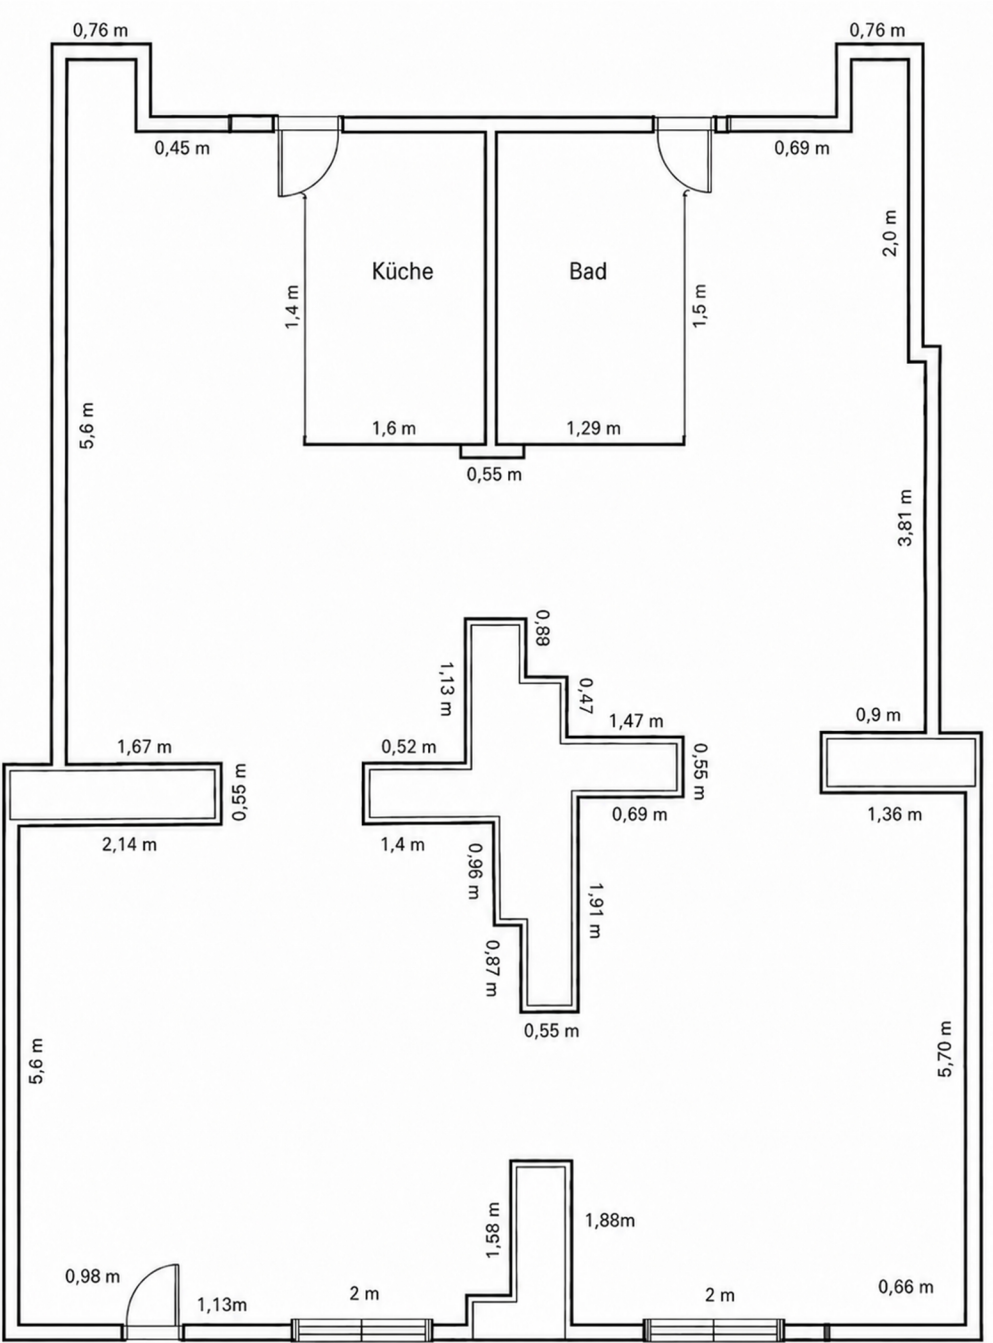 0,76 m
0,76 m
0,45 m
0,69 m
2,0 m
Küche
Bad
1,4 m
1,5 m
5,6 m
1,6 m
1,29 m
0,55 m
3,81 m
0,88
1,13 m
0,47
1,47 m
0,9 m
1,67 m
0,52 m
0,55 m
0,55 m
2,14 m
1,4 m
0,69 m
1,36 m
0,96 m
1,91 m
0,87 m
0,55 m
5,6 m
5,70 m
1,58 m
1,88m
0,98 m
1,13m
2 m
2 m
0,66 m